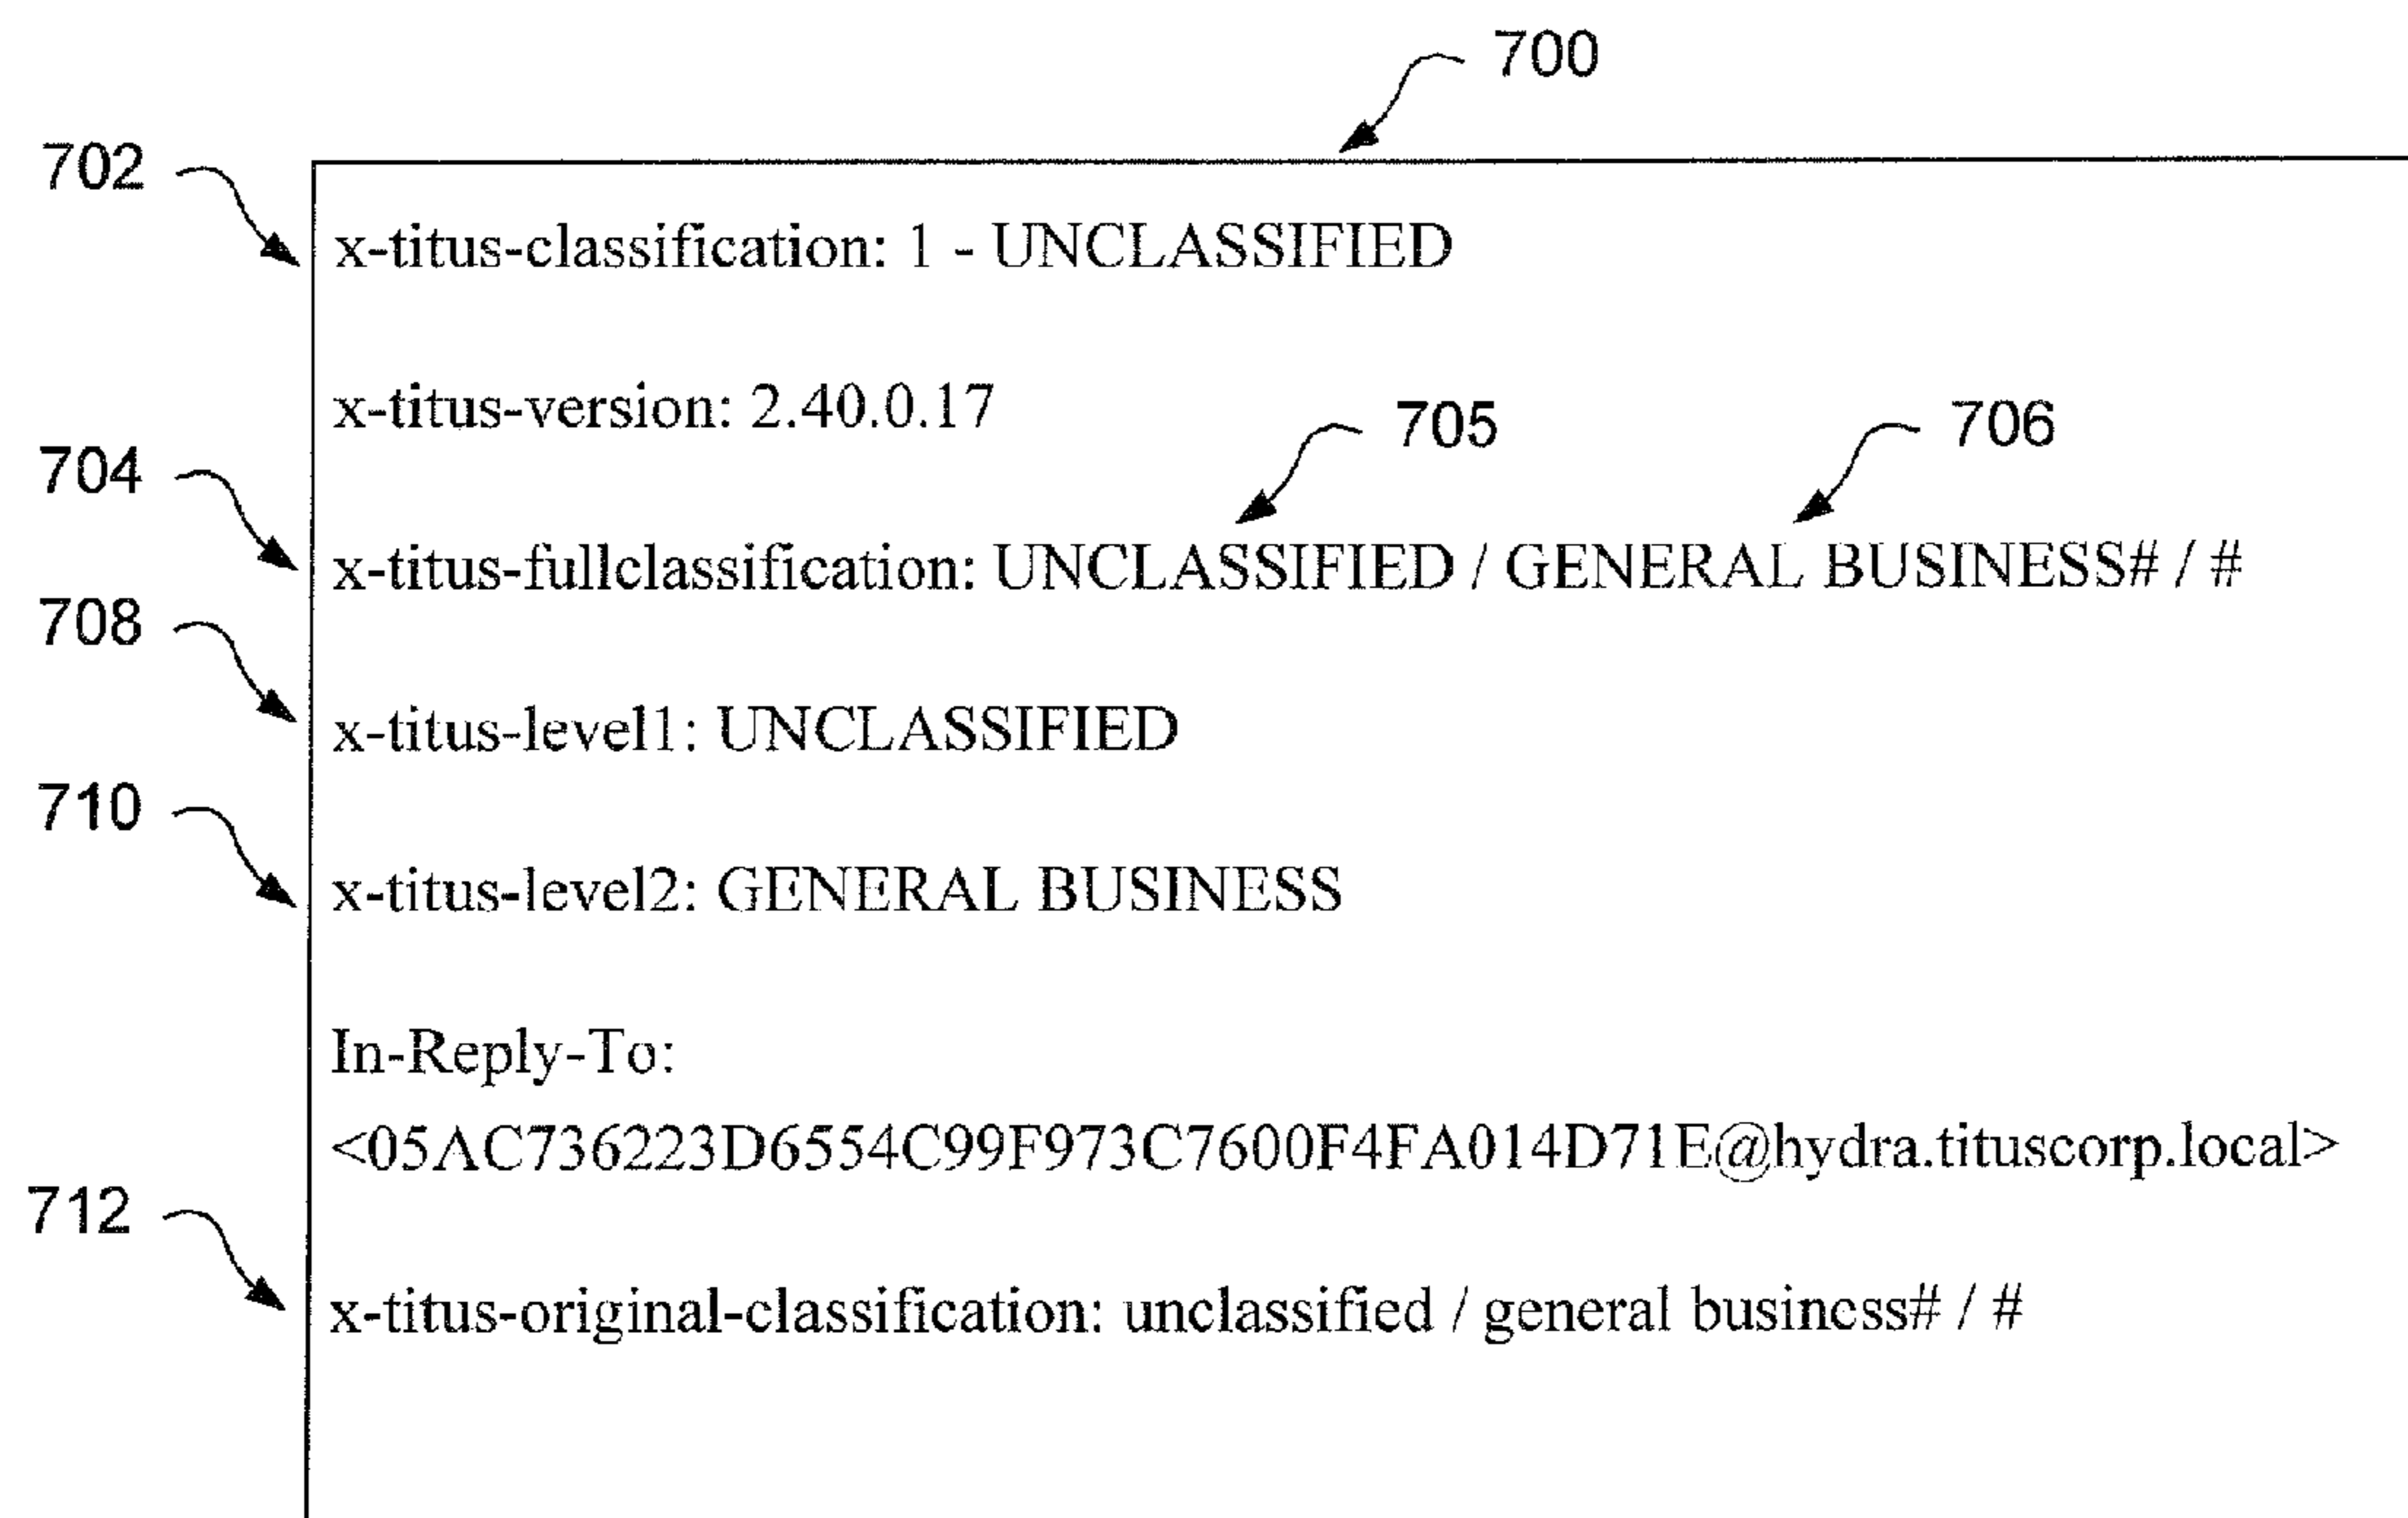 700
702
x-titus-classification: 1 - UNCLASSIFIED
x-titus-version: 2.40.0.17
705
706
704
x-titus-fullclassification: UNCLASSIFIED / GENERAL BUSINESS# / #
708
x-titus-level1: UNCLASSIFIED
710
x-titus-level2: GENERAL BUSINESS
In-Reply-To:
<05AC736223D6554C99F973C7600F4FA014D71E@hydra.tituscorp.local>
712
x-titus-original-classification: unclassified / general business# / #